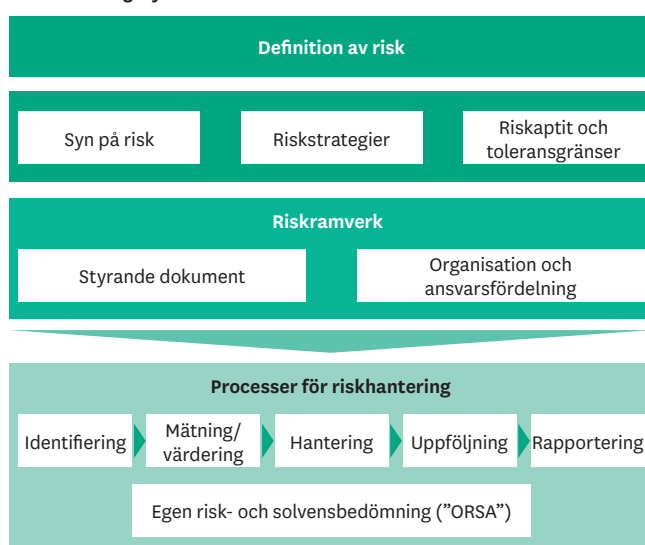 Definition av risk
Syn på risk
Riskstrategier
Riskaptit och
toleransgränser
Riskramverk
Styrande dokument
Organisation och
ansvarsfördelning
Processer för riskhantering
Identifiering
Mätning/
värdering
Hantering
Uppföljning
Rapportering
Egen risk- och solvensbedömning (”ORSA”)